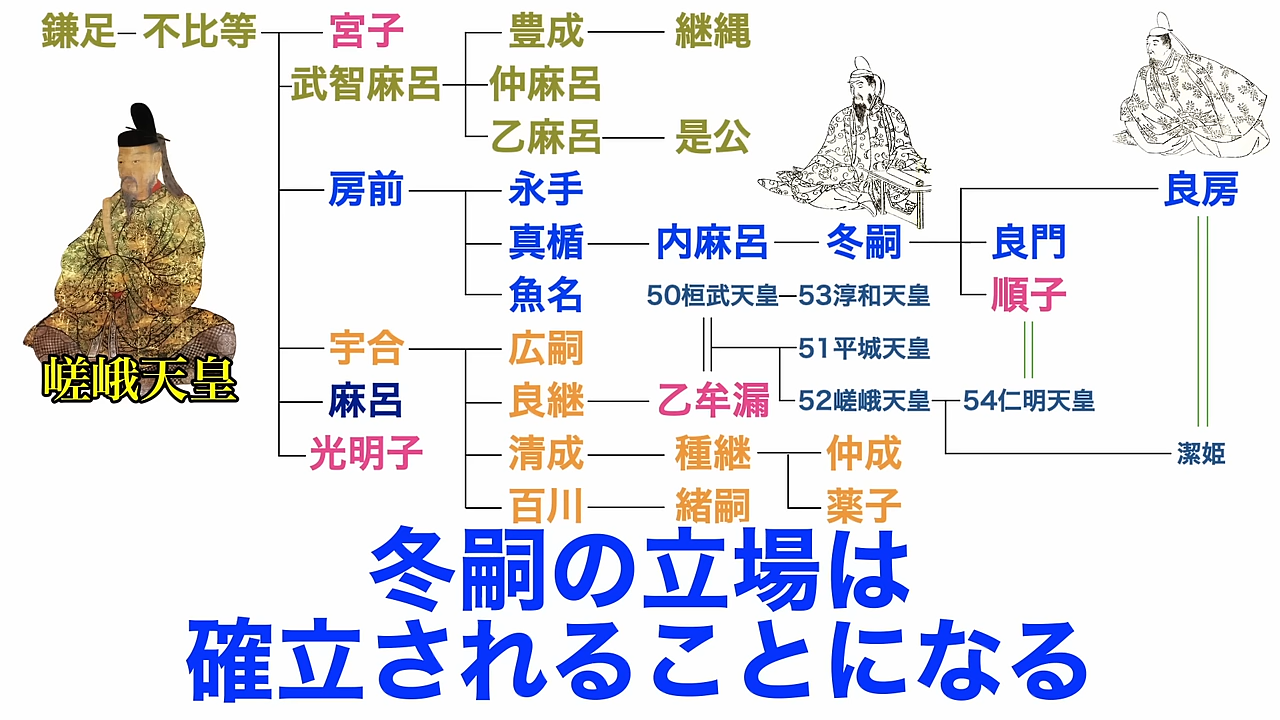 鎌足 不比等 宮子 豊成 継縄
武智麻呂 仲麻呂
乙麻呂 是公
房前 永手 良房
真楯 内麻呂 冬嗣 良門
魚名 50桓武天皇 53淳和天皇 順子
宇合 広嗣 51平城天皇
嵯峨天皇
麻呂 良継 乙牟漏 52嵯峨天皇 54仁明天皇
光明子 清成 種継 仲成 潔姫
百川 緒嗣 薬子
冬嗣の立場は
確立されることになる